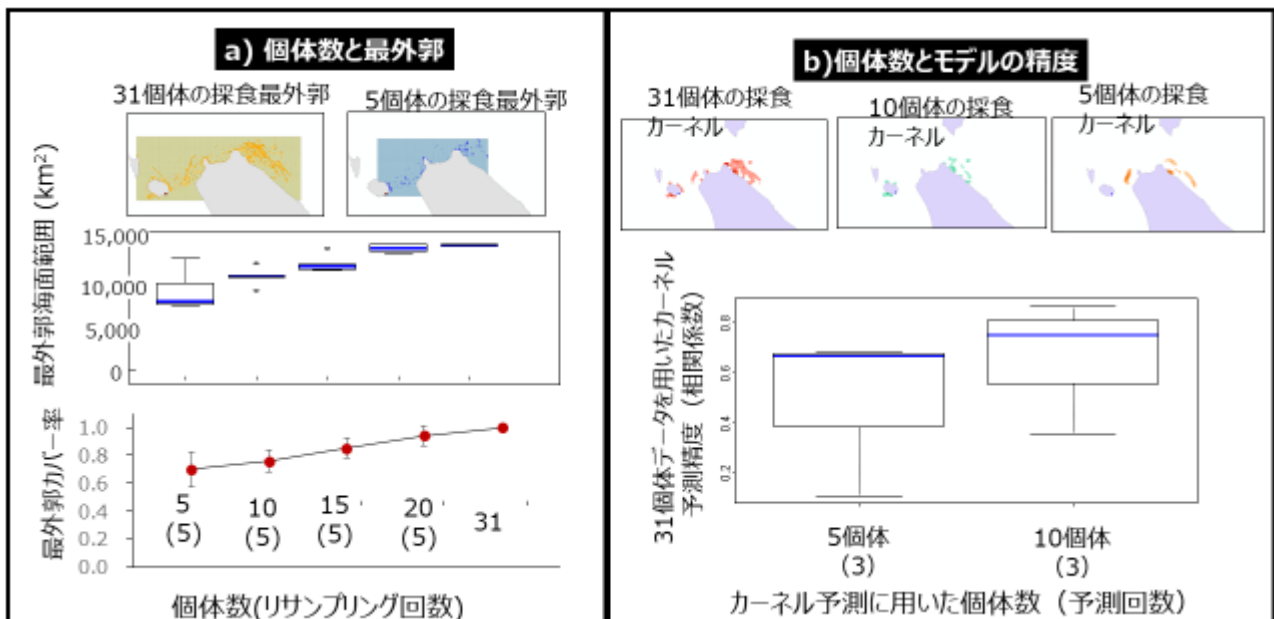 a) 個体数と最外郭
31個体の採食最外郭
5個体の採食最外郭
最外郭海面範囲 (km²)
15,000
10,000
5,000
0
最外郭カバー率
1.0
0.8
0.6
0.4
0.2
0.0
5
(5)
10
(5)
15
(5)
20
(5)
31
個体数(リサンプリング回数)
b)個体数とモデルの精度
31個体の採食
カーネル
10個体の採食
カーネル
5個体の採食
カーネル
31個体データを用いたカーネル
予測精度（相関係数）
0.8
0.6
0.4
0.2
5個体
(3)
10個体
(3)
カーネル予測に用いた個体数（予測回数）